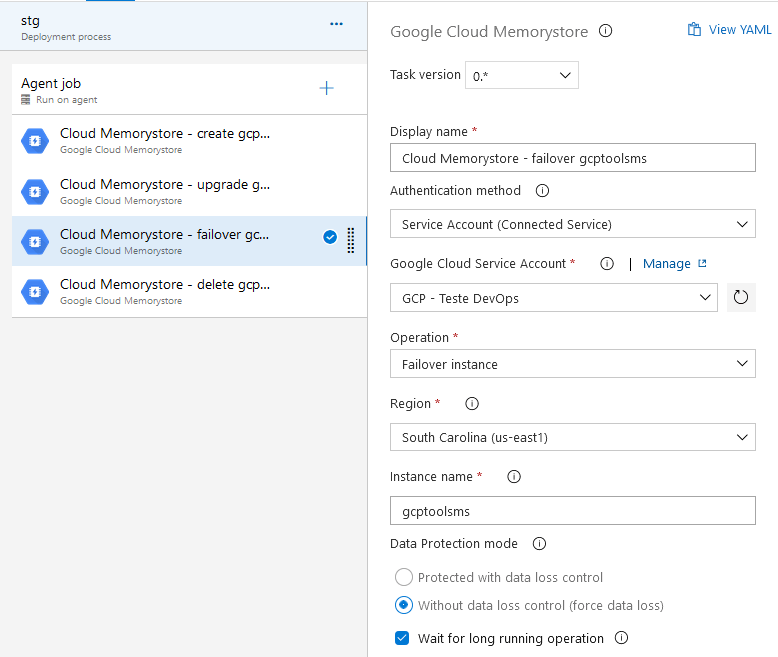 stg
Deployment process
Agent job
Run on agent
Cloud Memorystore - create gcp...
Google Cloud Memorystore
Cloud Memorystore - upgrade g...
Google Cloud Memorystore
Cloud Memorystore - failover gc...
Google Cloud Memorystore
Cloud Memorystore - delete gcp...
Google Cloud Memorystore
Google Cloud Memorystore
View YAML
Task version 0.*
Display name *
Cloud Memorystore - failover gcptoolsms
Authentication method
Service Account (Connected Service)
Google Cloud Service Account * | Manage
GCP - Teste DevOps
Operation *
Failover instance
Region *
South Carolina (us-east1)
Instance name *
gcptoolsms
Data Protection mode
Protected with data loss control
Without data loss control (force data loss)
Wait for long running operation